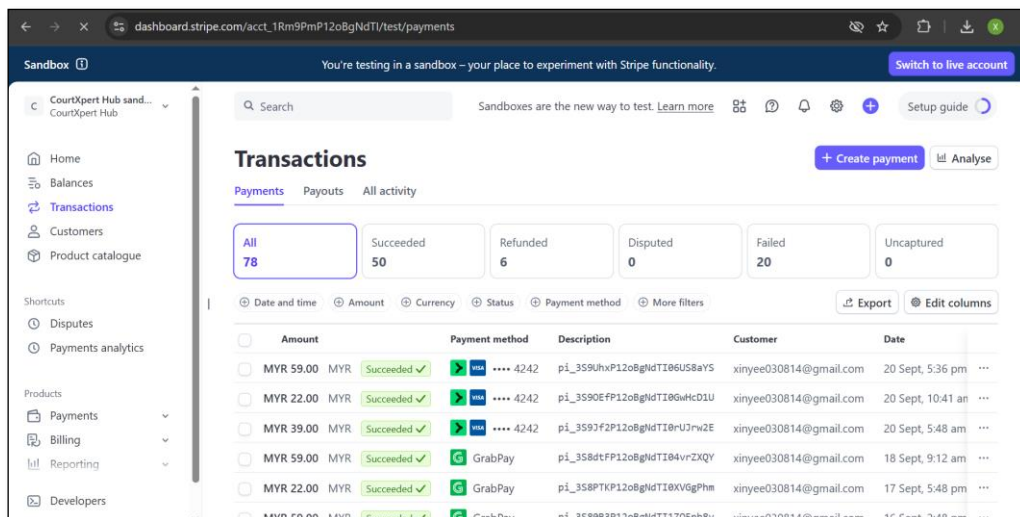 dashboard.stripe.com/acct_1Rm9PmP12oBgNdTI/test/payments
X
Sandbox
You're testing in a sandbox – your place to experiment with Stripe functionality.
Switch to live account
C
CourtXpert Hub sand...
CourtXpert Hub
Search
Sandboxes are the new way to test. Learn more
Setup guide
Home
Balances
Transactions
Customers
Product catalogue
Shortcuts
Disputes
Payments analytics
Products
Payments
Billing
Reporting
Developers
Transactions
+ Create payment
Analyse
Payments Payouts All activity
All Succeeded Refunded Disputed Failed Uncaptured
78 50 6 0 20 0
Date and time Amount Currency Status Payment method More filters
Export
Edit columns
Amount Payment method Description Customer Date
MYR 59.00 MYR Succeeded ✓ VISA •••• 4242 pi_3S9UhxP12oBgNdTI06US8aYS xinyee030814@gmail.com 20 Sept, 5:36 pm ···
MYR 22.00 MYR Succeeded ✓ VISA •••• 4242 pi_3S9OEfP12oBgNdTI0GwHcD1U xinyee030814@gmail.com 20 Sept, 10:41 am ···
MYR 39.00 MYR Succeeded ✓ VISA •••• 4242 pi_3S9Jf2P12oBgNdTI0rUJrw2E xinyee030814@gmail.com 20 Sept, 5:48 am ···
MYR 59.00 MYR Succeeded ✓ G GrabPay pi_3S8dtFP12oBgNdTI04vrZXQY xinyee030814@gmail.com 18 Sept, 9:12 am ···
MYR 22.00 MYR Succeeded ✓ G GrabPay pi_3S8PTKP12oBgNdTI0XVGgPhm xinyee030814@gmail.com 17 Sept, 5:48 pm ···